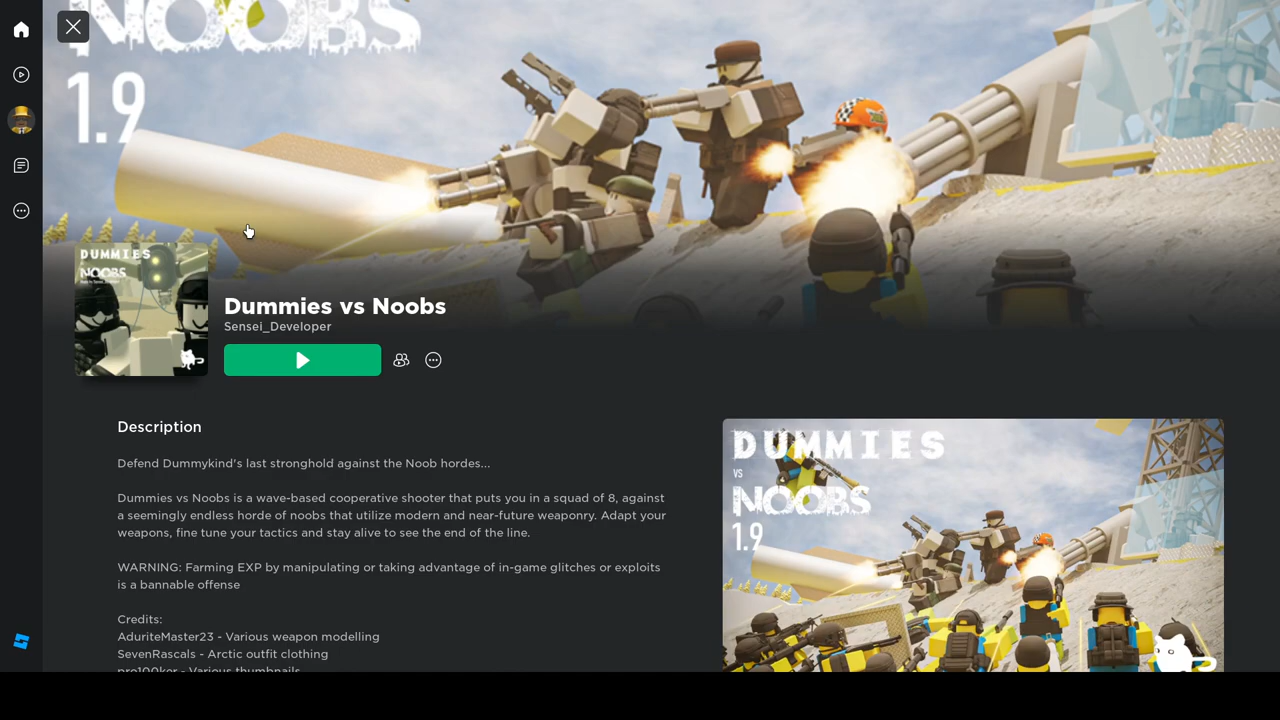 NOOBS
1.9
DUMMIES
NOOBS
Dummies vs Noobs
Sensei_Developer
Description
Defend Dummykind's last stronghold against the Noob hordes...
Dummies vs Noobs is a wave-based cooperative shooter that puts you in a squad of 8, against
a seemingly endless horde of noobs that utilize modern and near-future weaponry. Adapt your
weapons, fine tune your tactics and stay alive to see the end of the line.
WARNING: Farming EXP by manipulating or taking advantage of in-game glitches or exploits
is a bannable offense
Credits:
AduriteMaster23 - Various weapon modelling
SevenRascals - Arctic outfit clothing
DUMMIES
VS
NOOBS
1.9